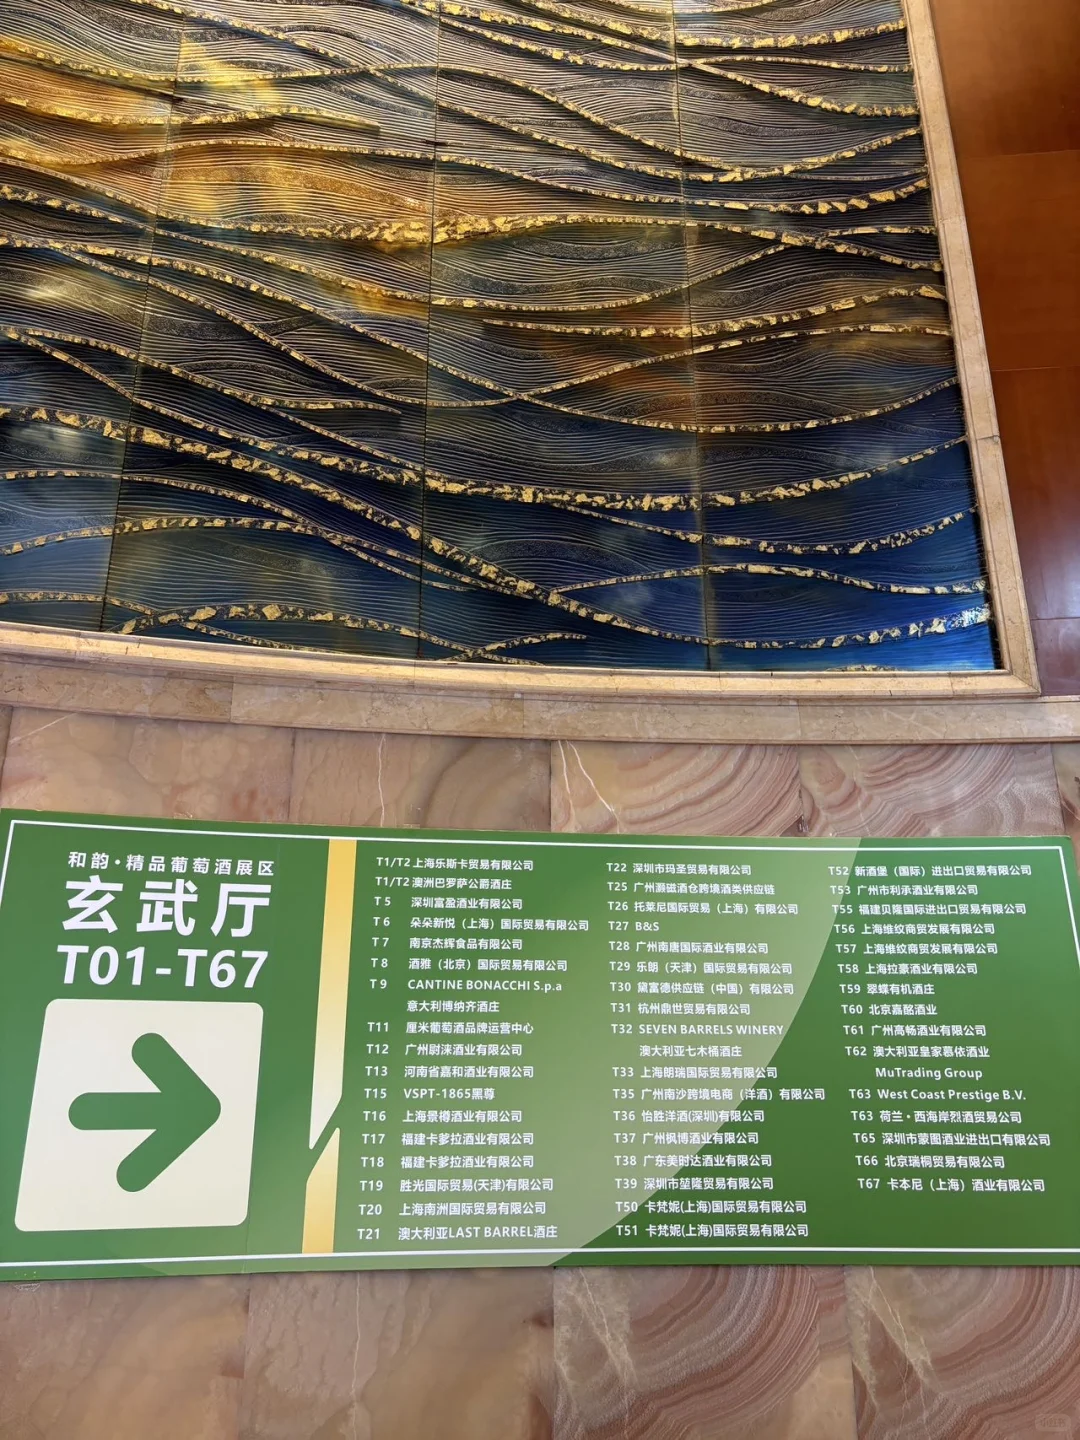 和韵·精品葡萄酒展区
玄武厅
T01-T67
T1/T2 上海乐斯卡贸易有限公司
T1/T2 澳洲巴罗萨公爵酒庄
T5 深圳富盈酒业有限公司
T6 朵朵新悦（上海）国际贸易有限公司
T7 南京杰辉食品有限公司
T8 酒雅（北京）国际贸易有限公司
T9 CANTINE BONACCHI S.p.a
意大利博纳齐酒庄
T11 厘米葡萄酒品牌运营中心
T12 广州尉涞酒业有限公司
T13 河南省嘉和酒业有限公司
T15 VSPT-1865黑尊
T16 上海景樽酒业有限公司
T17 福建卡爹拉酒业有限公司
T18 福建卡爹拉酒业有限公司
T19 胜光国际贸易(天津)有限公司
T20 上海南洲国际贸易有限公司
T21 澳大利亚LAST BARREL酒庄
T22 深圳市玛圣贸易有限公司
T25 广州灏磁酒仓跨境酒类供应链
T26 托莱尼国际贸易（上海）有限公司
T27 B&S
T28 广州南唐国际酒业有限公司
T29 乐朗（天津）国际贸易有限公司
T30 黛富德供应链（中国）有限公司
T31 杭州鼎世贸易有限公司
T32 SEVEN BARRELS WINERY
澳大利亚七木桶酒庄
T33 上海朗瑞国际贸易有限公司
T35 广州南沙跨境电商（洋酒）有限公司
T36 怡胜洋酒(深圳)有限公司
T37 广州枫博酒业有限公司
T38 广东美时达酒业有限公司
T39 深圳市堃隆贸易有限公司
T50 卡梵妮(上海)国际贸易有限公司
T51 卡梵妮(上海)国际贸易有限公司
T52 新酒堡（国际）进出口贸易有限公司
T53 广州市利承酒业有限公司
T55 福建贝隆国际进出口贸易有限公司
T56 上海维纹商贸发展有限公司
T57 上海维纹商贸发展有限公司
T58 上海拉豪酒业有限公司
T59 翠蝶有机酒庄
T60 北京嘉酩酒业
T61 广州高畅酒业有限公司
T62 澳大利亚皇家慕依酒业
MuTrading Group
T63 West Coast Prestige B.V.
T63 荷兰·西海岸烈酒贸易公司
T65 深圳市蒙图酒业进出口有限公司
T66 北京瑞桐贸易有限公司
T67 卡本尼（上海）酒业有限公司
小红书